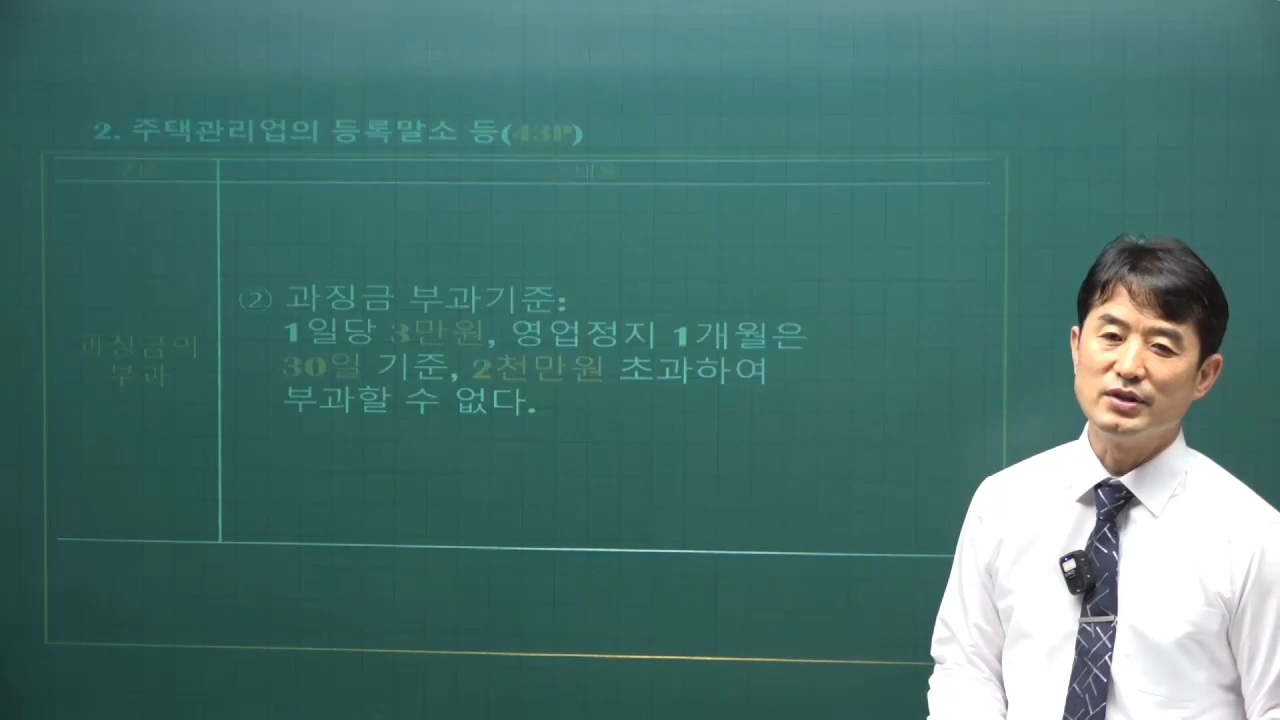 2. 주택관리업의 등록말소 등(43P)
내용
② 과징금 부과기준:
과징금의
1일당 3만원, 영업정지 1개월은
부과
30일 기준, 2천만원 초과하여
부과할 수 없다.